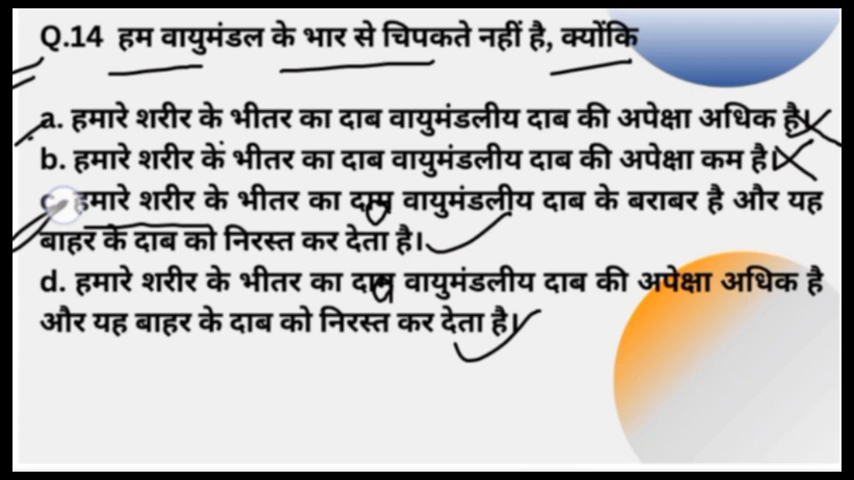 Q.14 हम वायुमंडल के भार से चिपकते नहीं है, क्योंकि
a. हमारे शरीर के भीतर का दाब वायुमंडलीय दाब की अपेक्षा अधिक है।
b. हमारे शरीर के भीतर का दाब वायुमंडलीय दाब की अपेक्षा कम है।
c. हमारे शरीर के भीतर का वायुमंडलीय दाब के बराबर है और यह
बाहर के दाब को निरस्त कर देता है।
d. हमारे शरीर के भीतर का वायुमंडलीय दाब की अपेक्षा अधिक है
और यह बाहर के दाब को निरस्त कर देता है।